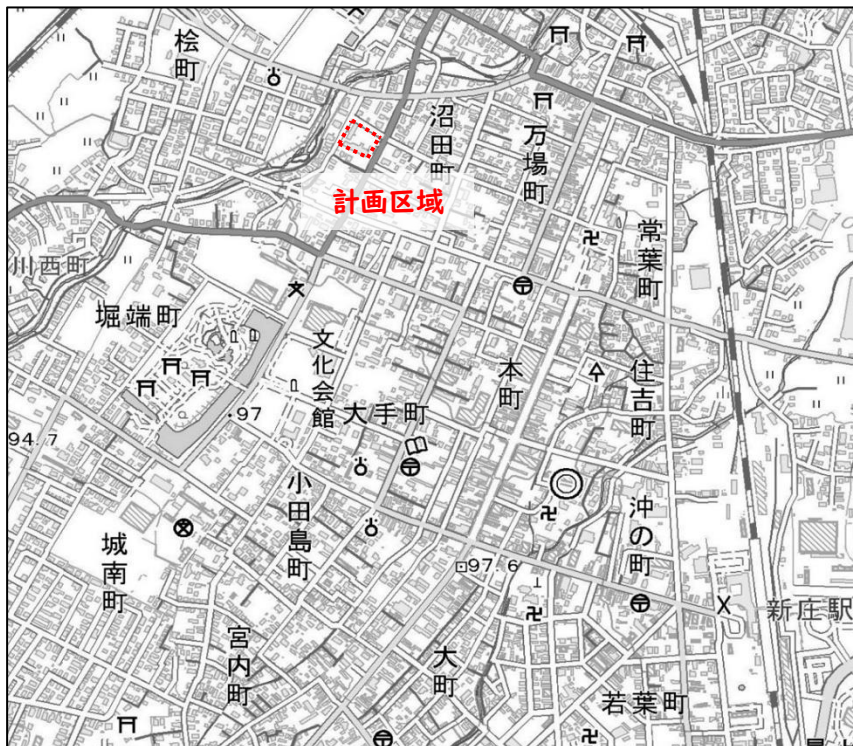 桧町
沼田町
万場町
計画区域
常葉町
川西町
堀端町
文化会館
本町
住吉町
大手町
97
94.7
小田島町
沖の町
城南町
97.6
新庄駅
宮内町
大町
若葉町